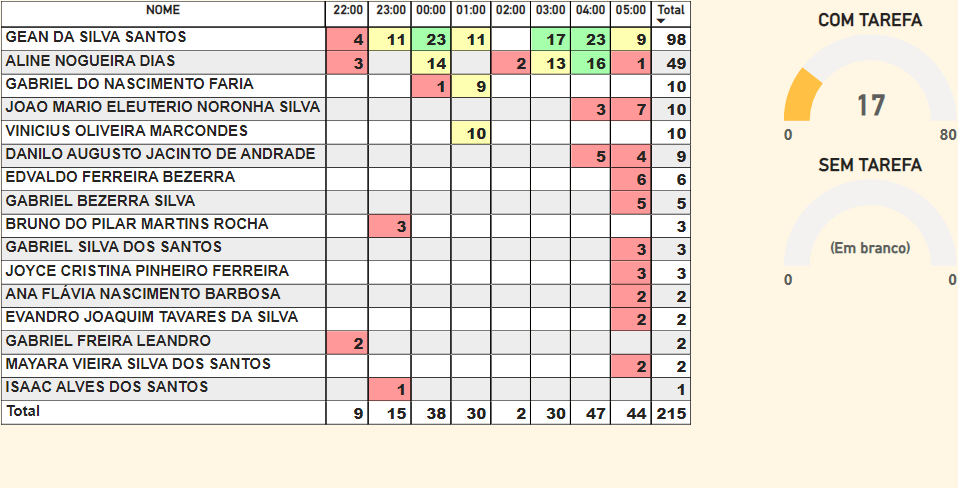 NOME 22:00 23:00 00:00 01:00 02:00 03:00 04:00 05:00 Total
GEAN DA SILVA SANTOS 4 11 23 11 17 23 9 98
ALINE NOGUEIRA DIAS 3 14 2 13 16 1 49
GABRIEL DO NASCIMENTO FARIA 1 9 10
JOAO MARIO ELEUTERIO NORONHA SILVA 3 7 10
VINICIUS OLIVEIRA MARCONDES 10 10
DANILO AUGUSTO JACINTO DE ANDRADE 5 4 9
EDVALDO FERREIRA BEZERRA 6 6
GABRIEL BEZERRA SILVA 5 5
BRUNO DO PILAR MARTINS ROCHA 3 3
GABRIEL SILVA DOS SANTOS 3 3
JOYCE CRISTINA PINHEIRO FERREIRA 3 3
ANA FLÁVIA NASCIMENTO BARBOSA 2 2
EVANDRO JOAQUIM TAVARES DA SILVA 2 2
GABRIEL FREIRA LEANDRO 2 2
MAYARA VIEIRA SILVA DOS SANTOS 2 2
ISAAC ALVES DOS SANTOS 1 1
Total 9 15 38 30 2 30 47 44 215
COM TAREFA
17
0 80
SEM TAREFA
(Em branco)
0 0